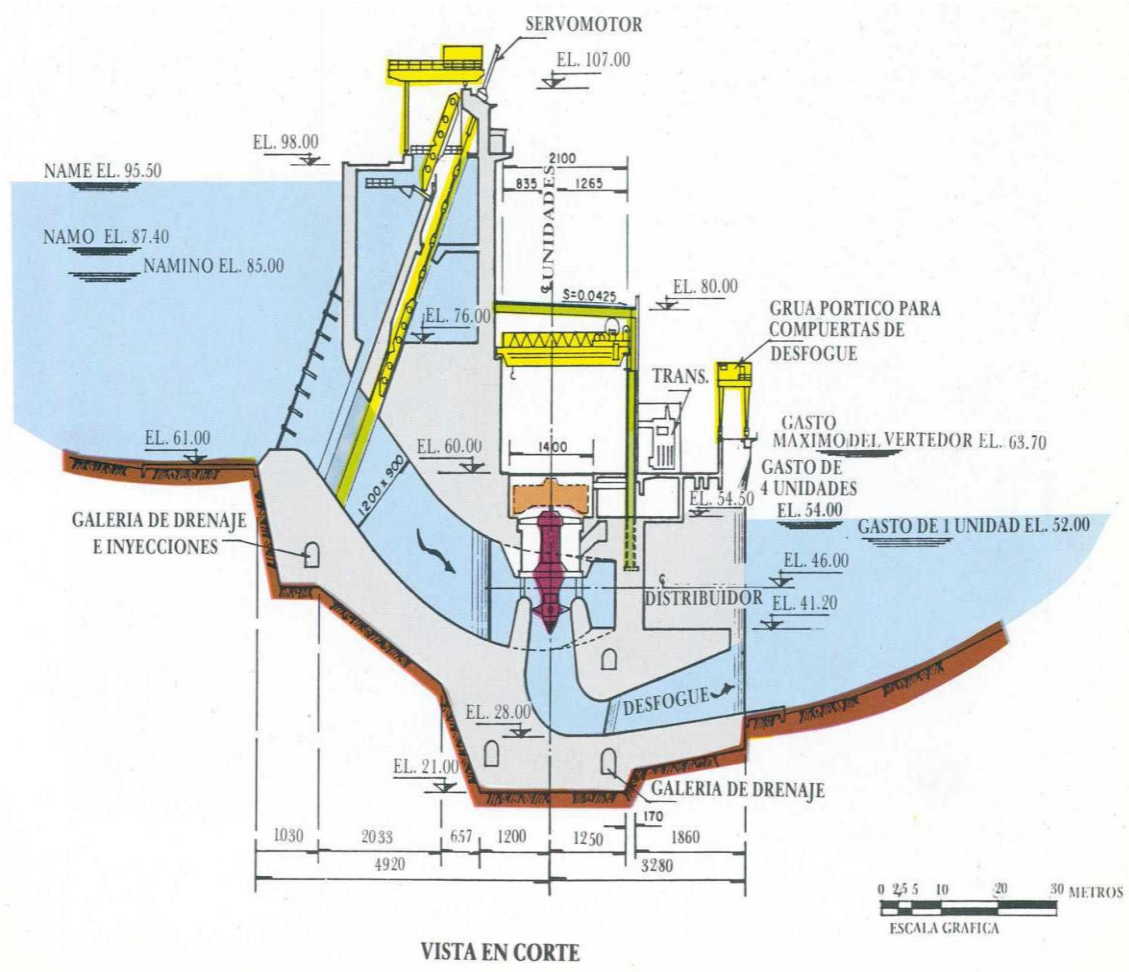 SERVOMOTOR
EL. 107.00
EL. 98.00
NAME EL. 95.50
2100
835
1265
NAMO EL. 87.40
NAMINO EL. 85.00
℄ UNIDADES
S=0.0425
EL. 80.00
EL. 76.00
GRUA PORTICO PARA
COMPUERTAS DE
DESFOGUE
TRANS.
EL. 61.00
EL. 60.00
1400
GASTO
MAXIMO DEL VERTEDOR EL. 63.70
1200 x 900
GASTO DE
4 UNIDADES
EL. 54.50
EL. 54.00
GASTO DE 1 UNIDAD EL. 52.00
GALERIA DE DRENAJE
E INYECCIONES
EL. 46.00
℄
DISTRIBUIDOR
EL. 41.20
DESFOGUE
EL. 28.00
EL. 21.00
GALERIA DE DRENAJE
170
1030
2033
657
1200
1250
1860
4920
3280
0 2,5 5 10 20 30 METROS
ESCALA GRAFICA
VISTA EN CORTE